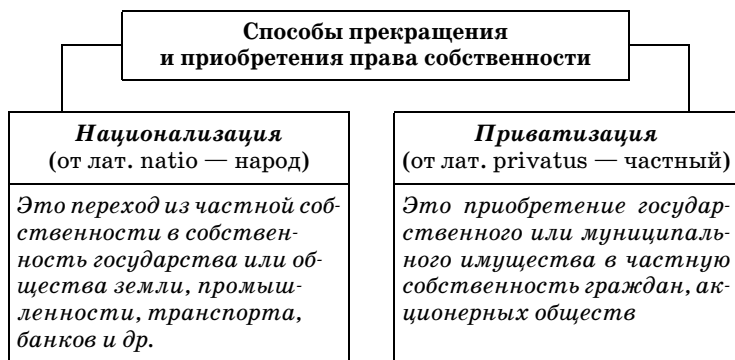 Способы прекращения
и приобретения права собственности
Национализация
(от лат. natio — народ)
Это переход из частной соб-
ственности в собствен-
ность государства или об-
щества земли, промыш-
ленности, транспорта,
банков и др.
Приватизация
(от лат. privatus — частный)
Это приобретение государ-
ственного или муниципаль-
ного имущества в частную
собственность граждан, ак-
ционерных обществ